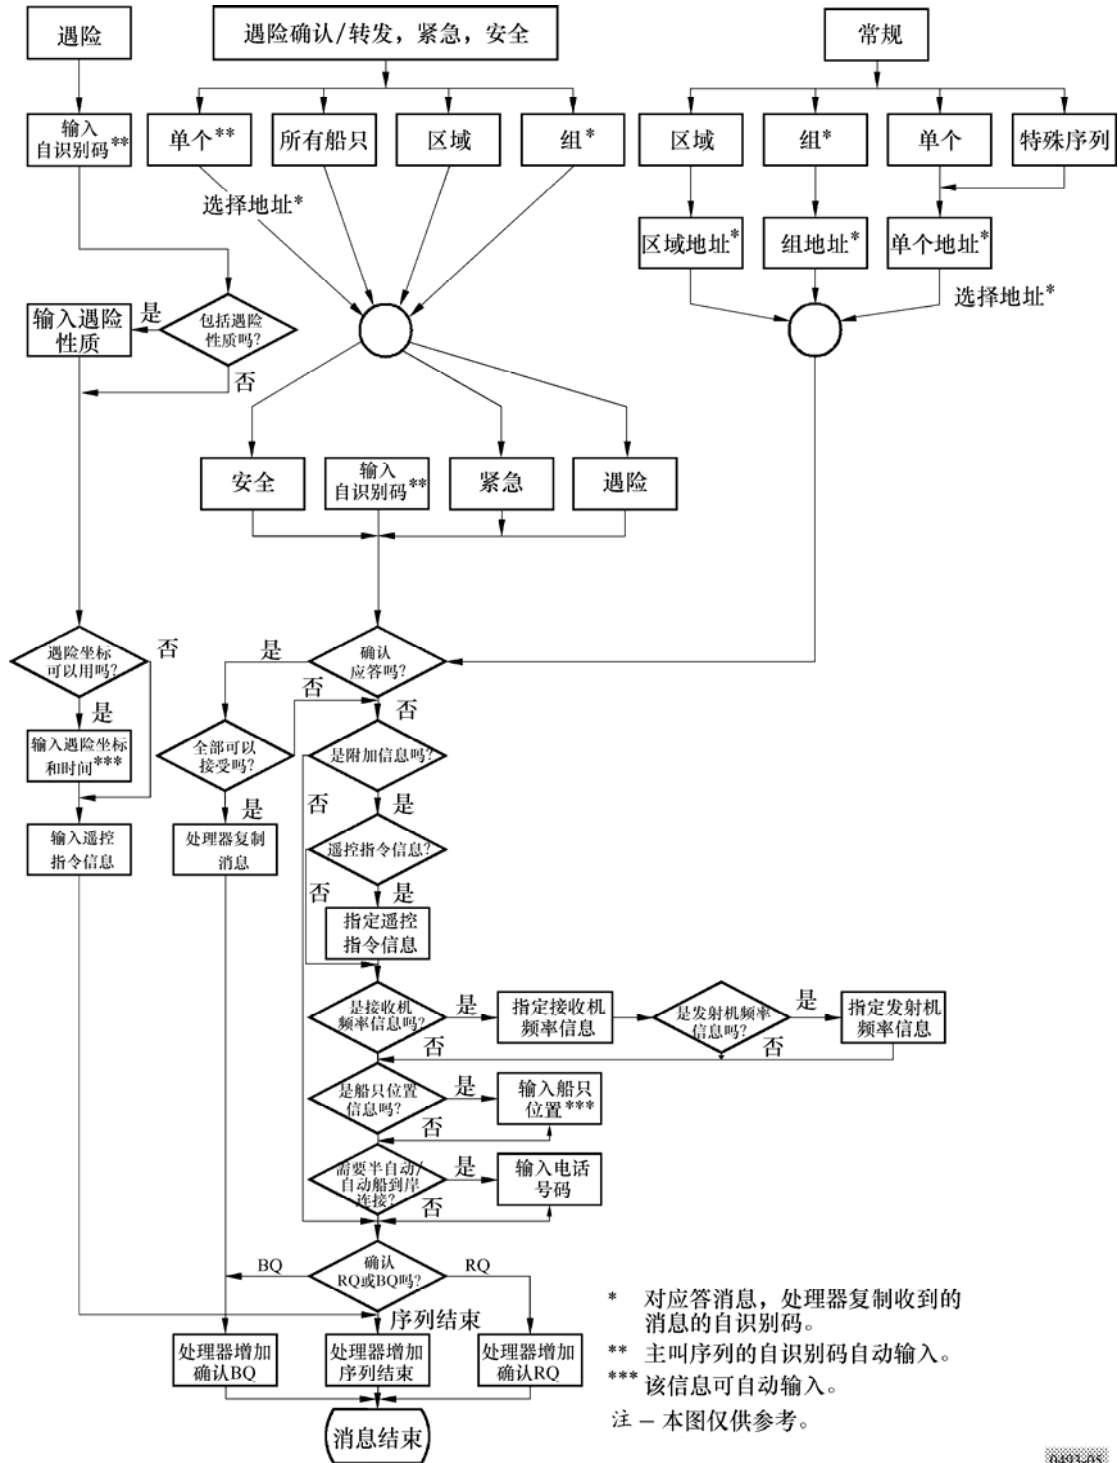 遇险
遇险确认/转发，紧急，安全
常规
输入
自识别码**
单个**
所有船只
区域
组*
区域
组*
单个
特殊序列
选择地址*
区域地址*
组地址*
单个地址*
选择地址*
输入遇险
性质
是
包括遇险
性质吗?
否
安全
输入
自识别码**
紧急
遇险
遇险坐标
可以用吗?
否
是
确认
应答吗?
否
否
是
输入遇险坐标
和时间***
全部可以
接受吗?
是附加信息吗?
是
否
是
输入遥控
指令信息
处理器复制
消息
遥控指令信息?
否
是
指定遥控
指令信息
是接收机
频率信息吗?
是
指定接收机
频率信息
是发射机频率
信息吗?
是
指定发射机
频率信息
否
否
是船只位置
信息吗?
是
输入船只
位置***
否
需要半自动/
自动船到岸
连接?
是
输入电话
号码
否
BQ
确认
RQ或BQ吗?
RQ
序列结束
处理器增加
确认BQ
处理器增加
序列结束
处理器增加
确认RQ
消息结束
* 对应答消息，处理器复制收到的
消息的自识别码。
** 主叫序列的自识别码自动输入。
*** 该信息可自动输入。
注 – 本图仅供参考。
0493-05